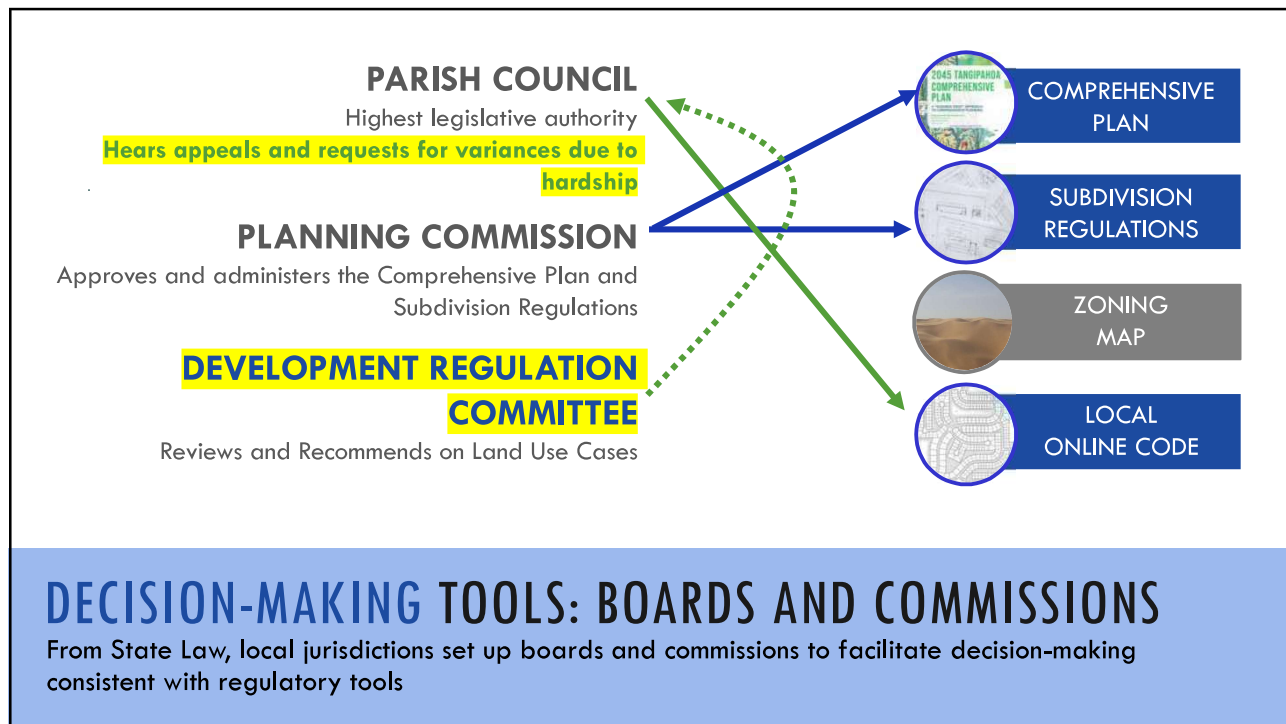 PARISH COUNCIL
Highest legislative authority
Hears appeals and requests for variances due to
hardship
PLANNING COMMISSION
Approves and administers the Comprehensive Plan and
Subdivision Regulations
DEVELOPMENT REGULATION
COMMITTEE
Reviews and Recommends on Land Use Cases
2045 TANGIPAHOA
COMPREHENSIVE
PLAN
COMPREHENSIVE
PLAN
SUBDIVISION
REGULATIONS
ZONING
MAP
LOCAL
ONLINE CODE
DECISION-MAKING TOOLS: BOARDS AND COMMISSIONS
From State Law, local jurisdictions set up boards and commissions to facilitate decision-making
consistent with regulatory tools